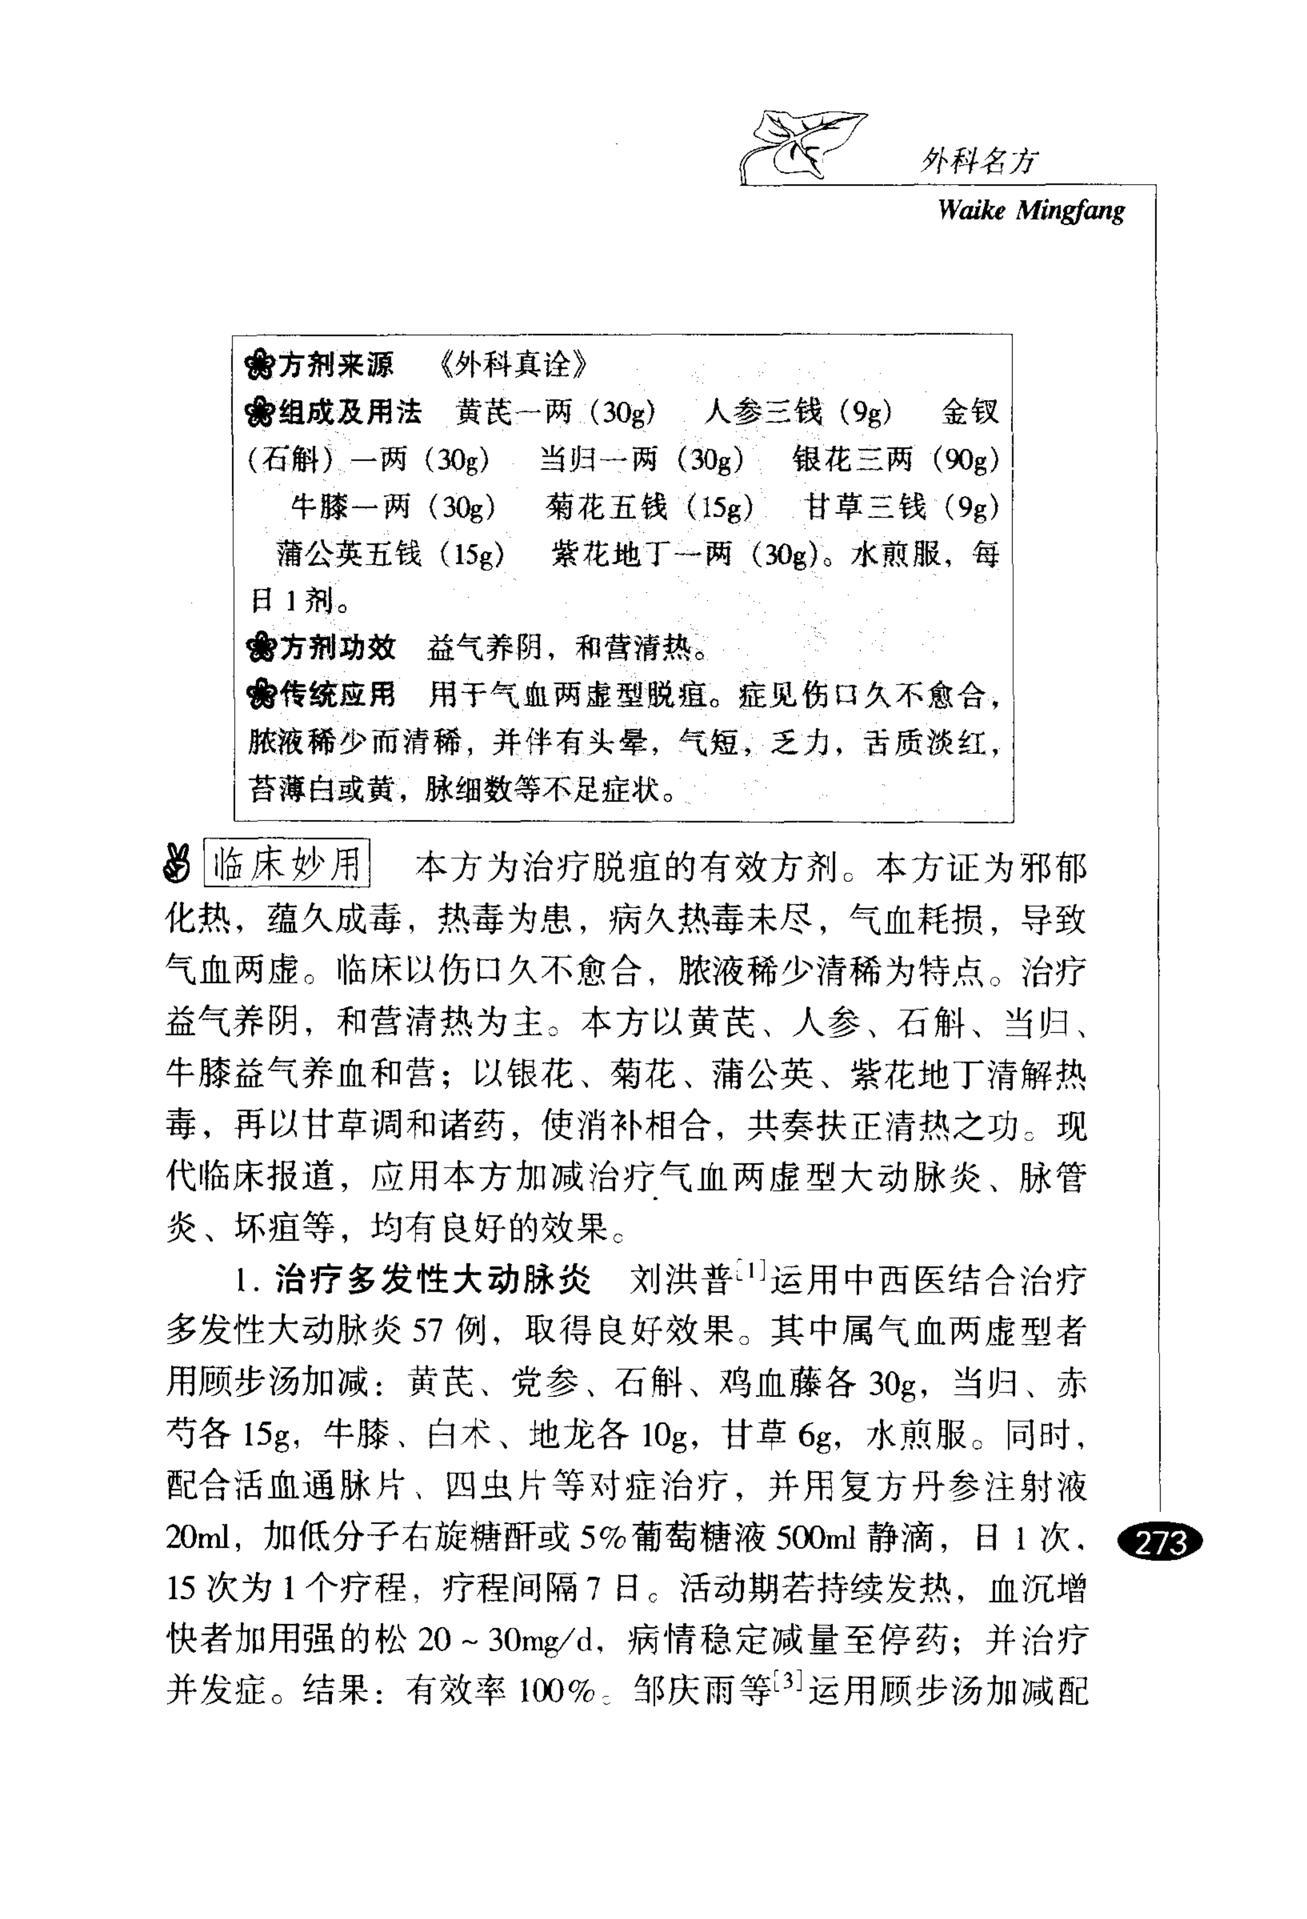 外科名方
Waike Mingfang
方剂来源 《外科真诠》
组成及用法 黄芪一两（30g） 人参三钱（9g） 金钗
（石斛）一两（30g） 当归一两（30g） 银花三两（90g）
牛膝一两（30g） 菊花五钱（15g） 甘草三钱（9g）
蒲公英五钱（15g） 紫花地丁一两（30g）。水煎服，每
日1剂。
方剂功效 益气养阴，和营清热。
传统应用 用于气血两虚型脱疽。症见伤口久不愈合，
脓液稀少而清稀，并伴有头晕，气短，乏力，舌质淡红，
苔薄白或黄，脉细数等不足症状。
临床妙用 本方为治疗脱疽的有效方剂。本方证为邪郁
化热，蕴久成毒，热毒为患，病久热毒未尽，气血耗损，导致
气血两虚。临床以伤口久不愈合，脓液稀少清稀为特点。治疗
益气养阴，和营清热为主。本方以黄芪、人参、石斛、当归、
牛膝益气养血和营；以银花、菊花、蒲公英、紫花地丁清解热
毒，再以甘草调和诸药，使消补相合，共奏扶正清热之功。现
代临床报道，应用本方加减治疗气血两虚型大动脉炎、脉管
炎、坏疽等，均有良好的效果。
1. 治疗多发性大动脉炎 刘洪普[1]运用中西医结合治疗
多发性大动脉炎57例，取得良好效果。其中属气血两虚型者
用顾步汤加减：黄芪、党参、石斛、鸡血藤各30g，当归、赤
芍各15g，牛膝、白术、地龙各10g，甘草6g，水煎服。同时，
配合活血通脉片、四虫片等对症治疗，并用复方丹参注射液
20ml，加低分子右旋糖酐或5%葡萄糖液500ml静滴，日1次，
15次为1个疗程，疗程间隔7日。活动期若持续发热，血沉增
快者加用强的松20~30mg/d，病情稳定减量至停药；并治疗
并发症。结果：有效率100%。邹庆雨等[3]运用顾步汤加减配
273